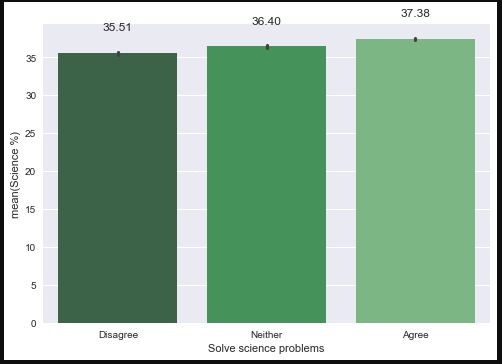 37.38
36.40
35.51
mean(Science %)
35
30
25
20
15
10
5
0
Disagree
Neither
Agree
Solve science problems